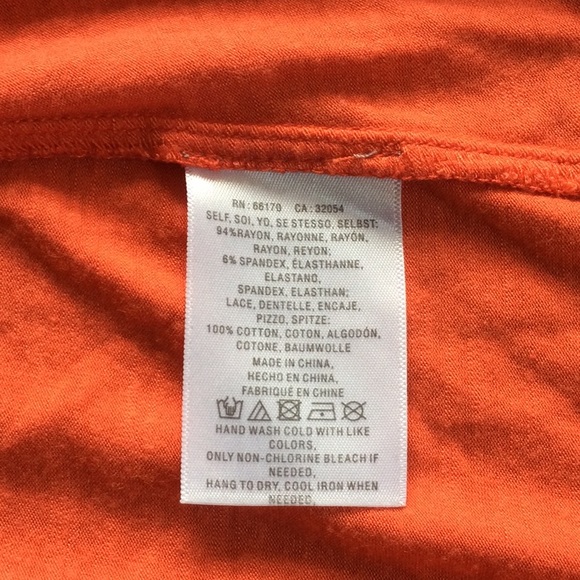 RN: 66170 CA: 32054
SELF, SOI, YO, SE STESSO, SELBST:
94%RAYON, RAYONNE, RAYÓN,
RAYON, REYON;
6% SPANDEX, ÉLASTHANNE,
ELASTANO,
SPANDEX, ELASTHAN;
LACE, DENTELLE, ENCAJE,
PIZZO, SPITZE:
100% COTTON, COTON, ALGODÓN,
COTONE, BAUMWOLLE
MADE IN CHINA,
HECHO EN CHINA,
FABRIQUÉ EN CHINE
HAND WASH COLD WITH LIKE
COLORS,
ONLY NON-CHLORINE BLEACH IF
NEEDED,
HANG TO DRY, COOL IRON WHEN
NEEDED,